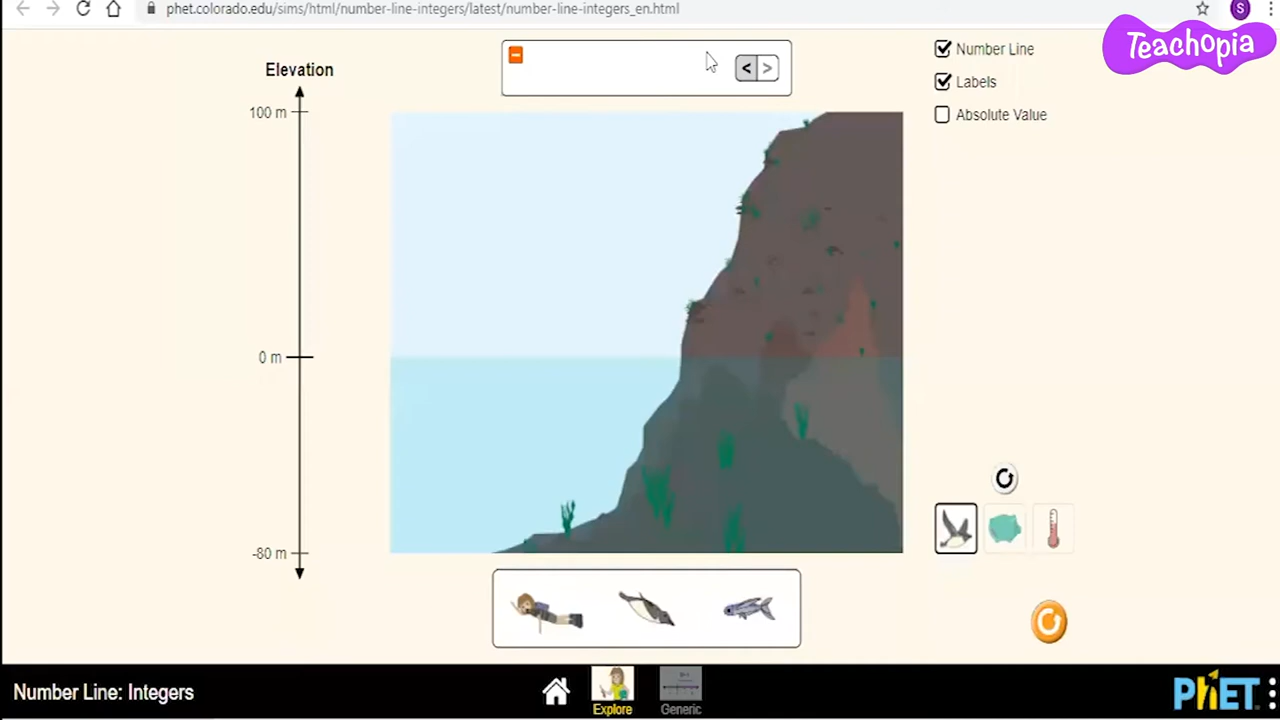 phet.colorado.edu/sims/html/number-line-integers/latest/number-line-integers_en.html
S
Teachopia
Elevation
100 m
0 m
-80 m
< >
Number Line
Labels
Absolute Value
Number Line: Integers
Explore
Generic
PhET